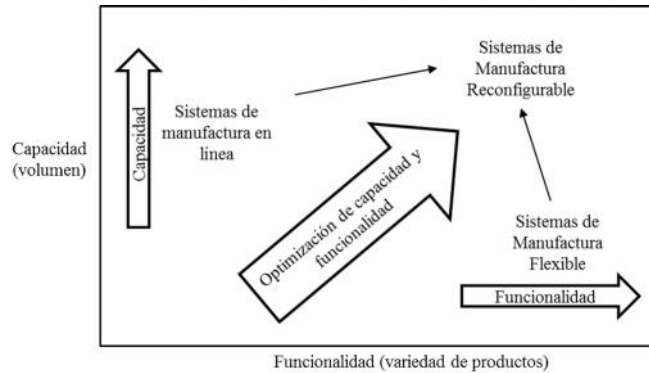 Sistemas de
Manufactura
Reconfigurable
Capacidad
Sistemas de
manufactura en
línea
Capacidad
(volumen)
Optimización de capacidad y
funcionalidad
Sistemas de
Manufactura
Flexible
Funcionalidad
Funcionalidad (variedad de productos)